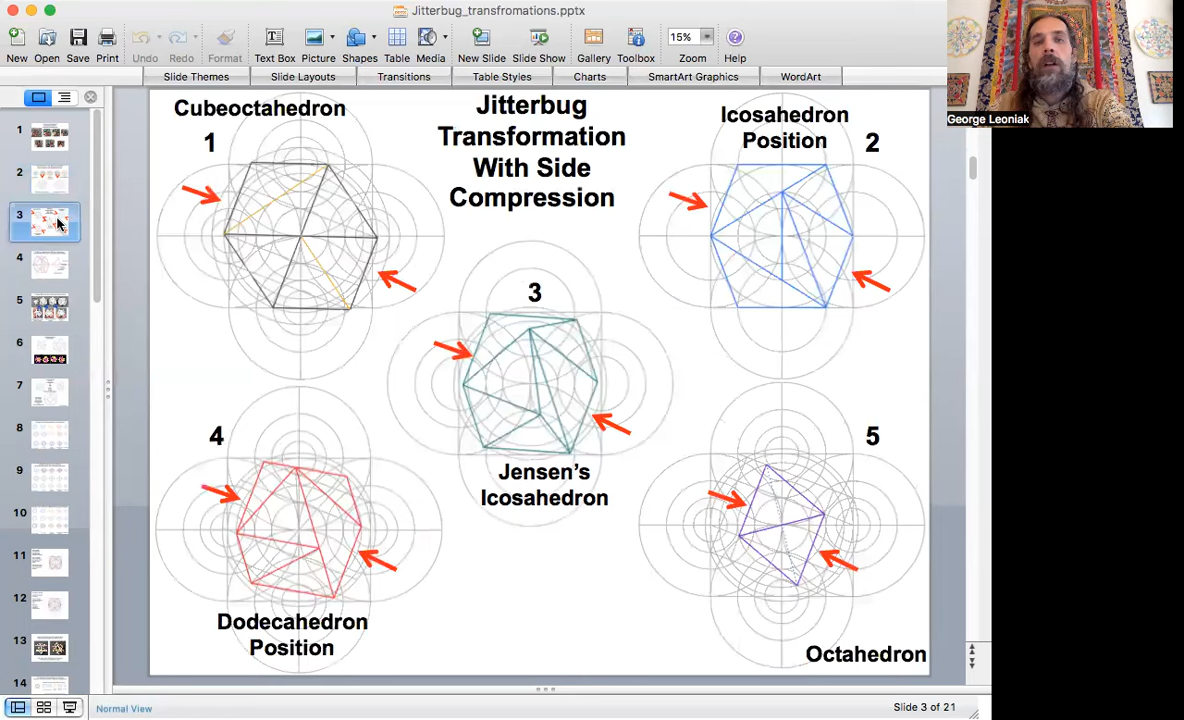 Jitterbug_transfromations.pptx
New Open Save Print Undo Redo Format Text Box Picture Shapes Table Media New Slide Slide Show Gallery Toolbox Zoom Help
15%
Slide Themes Slide Layouts Transitions Table Styles Charts SmartArt Graphics WordArt
George Leoniak
1
2
3
4
5
6
7
8
9
10
11
12
13
14
Cubeoctahedron
1
Jitterbug
Transformation
With Side
Compression
Icosahedron
Position
2
3
Jensen's
Icosahedron
4
Dodecahedron
Position
5
Octahedron
Normal View
Slide 3 of 21